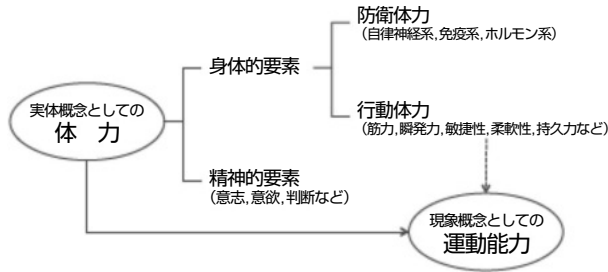 防衛体力
（自律神経系,免疫系,ホルモン系）
身体的要素
実体概念としての
体　力
行動体力
（筋力,瞬発力,敏捷性,柔軟性,持久力など）
精神的要素
（意志,意欲,判断など）
現象概念としての
運動能力